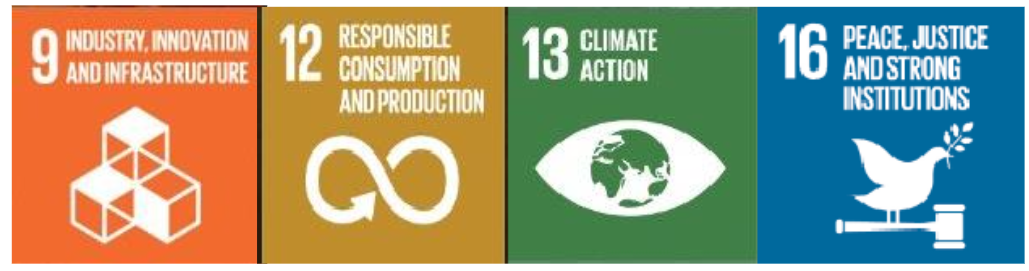 9 INDUSTRY, INNOVATION
AND INFRASTRUCTURE
12 RESPONSIBLE
CONSUMPTION
AND PRODUCTION
13 CLIMATE
ACTION
16 PEACE, JUSTICE
AND STRONG
INSTITUTIONS